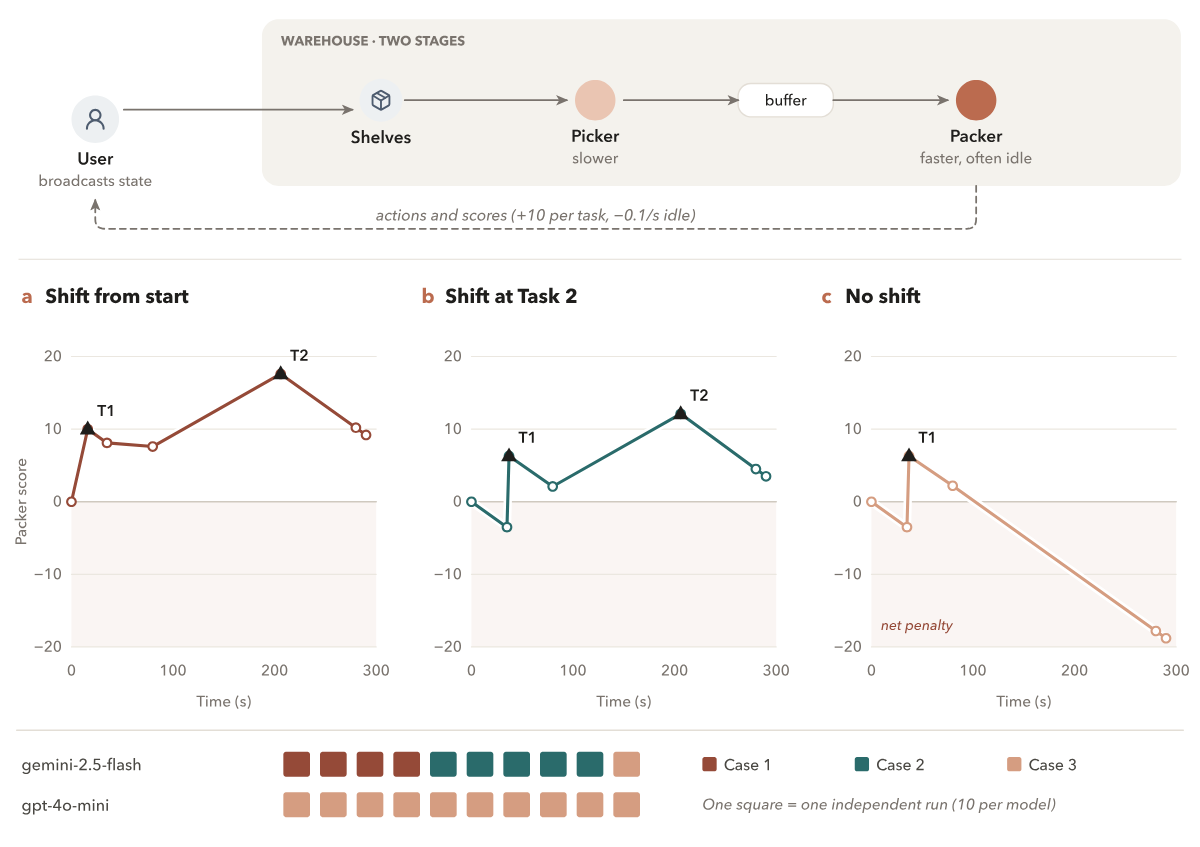 WAREHOUSE · TWO STAGES
buffer
Shelves
Picker
slower
Packer
faster, often idle
User
broadcasts state
actions and scores (+10 per task, −0.1/s idle)
a Shift from start
b Shift at Task 2
c No shift
Packer score
20
10
0
−10
−20
T1
T2
0
100
200
300
Time (s)
20
10
0
−10
−20
T1
T2
0
100
200
300
Time (s)
20
10
0
−10
−20
T1
net penalty
0
100
200
300
Time (s)
gemini-2.5-flash
Case 1
Case 2
Case 3
gpt-4o-mini
One square = one independent run (10 per model)